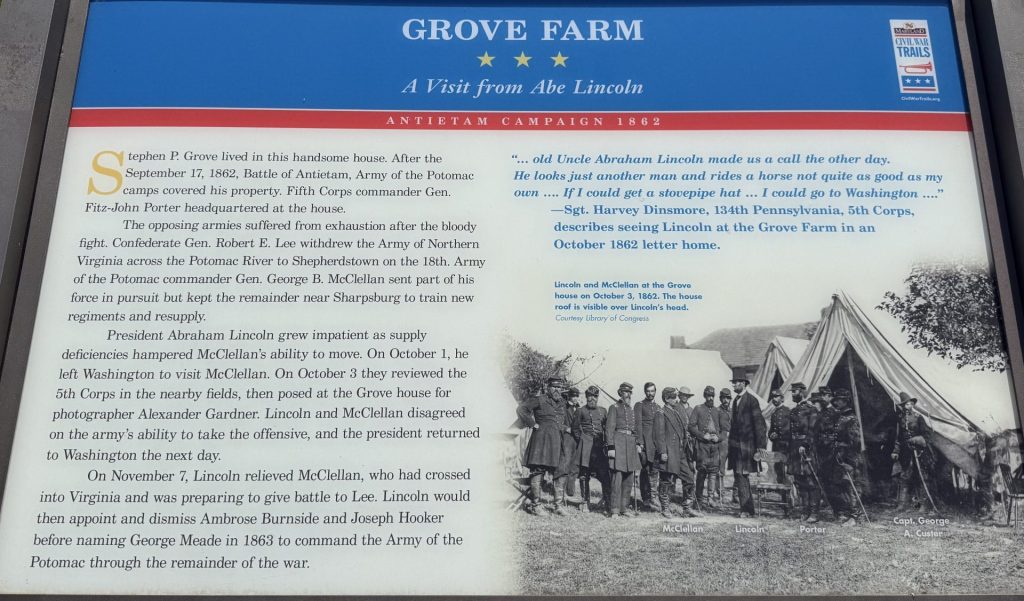 GROVE FARM
A Visit from Abe Lincoln
MARYLAND
CIVIL WAR
TRAILS
CivilWarTrails.org
ANTIETAM CAMPAIGN 1862
Stephen P. Grove lived in this handsome house. After the
September 17, 1862, Battle of Antietam, Army of the Potomac
camps covered his property. Fifth Corps commander Gen.
Fitz-John Porter headquartered at the house.
The opposing armies suffered from exhaustion after the bloody
fight. Confederate Gen. Robert E. Lee withdrew the Army of Northern
Virginia across the Potomac River to Shepherdstown on the 18th. Army
of the Potomac commander Gen. George B. McClellan sent part of his
force in pursuit but kept the remainder near Sharpsburg to train new
regiments and resupply.
President Abraham Lincoln grew impatient as supply
deficiencies hampered McClellan's ability to move. On October 1, he
left Washington to visit McClellan. On October 3 they reviewed the
5th Corps in the nearby fields, then posed at the Grove house for
photographer Alexander Gardner. Lincoln and McClellan disagreed
on the army's ability to take the offensive, and the president returned
to Washington the next day.
On November 7, Lincoln relieved McClellan, who had crossed
into Virginia and was preparing to give battle to Lee. Lincoln would
then appoint and dismiss Ambrose Burnside and Joseph Hooker
before naming George Meade in 1863 to command the Army of the
Potomac through the remainder of the war.
"... old Uncle Abraham Lincoln made us a call the other day.
He looks just another man and rides a horse not quite as good as my
own .... If I could get a stovepipe hat ... I could go to Washington ...."
—Sgt. Harvey Dinsmore, 134th Pennsylvania, 5th Corps,
describes seeing Lincoln at the Grove Farm in an
October 1862 letter home.
Lincoln and McClellan at the Grove
house on October 3, 1862. The house
roof is visible over Lincoln's head.
Courtesy Library of Congress
McClellan
Lincoln
Porter
Capt. George
A. Custer